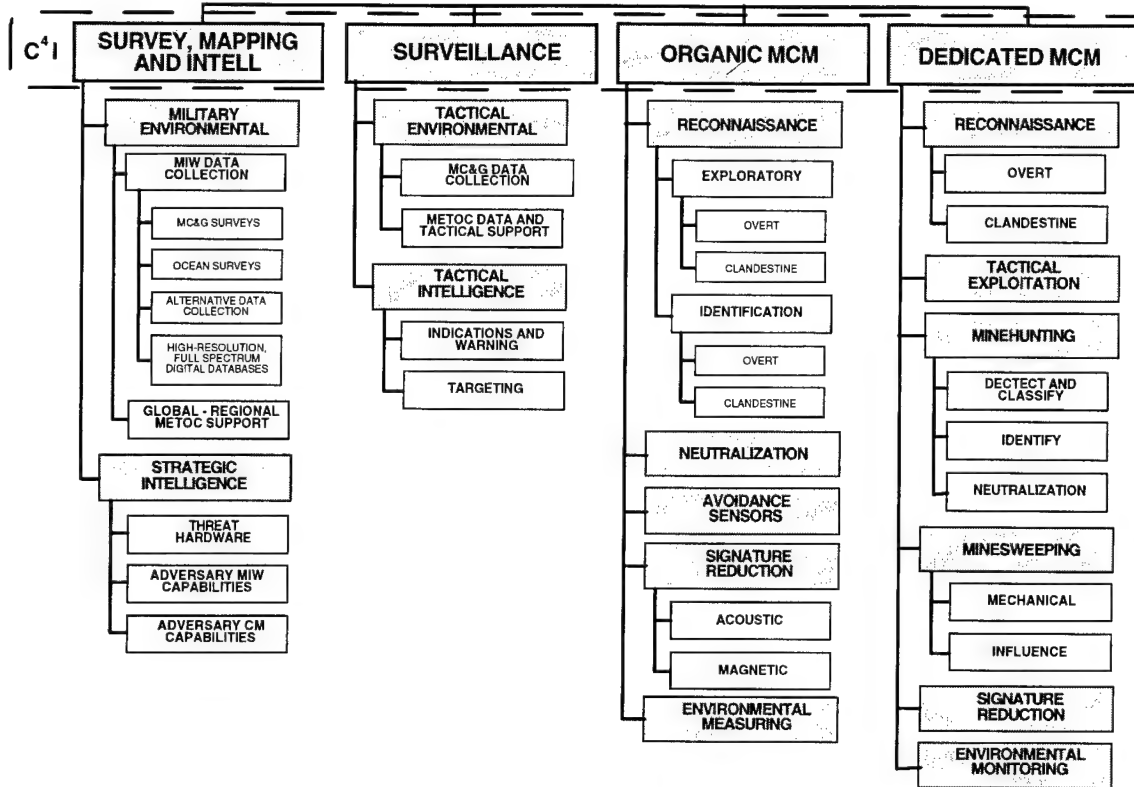 C4I
SURVEY, MAPPING
AND INTELL
SURVEILLANCE
ORGANIC MCM
DEDICATED MCM
MILITARY
ENVIRONMENTAL
MIW DATA
COLLECTION
MC&G SURVEYS
OCEAN SURVEYS
ALTERNATIVE DATA
COLLECTION
HIGH-RESOLUTION,
FULL SPECTRUM
DIGITAL DATABASES
GLOBAL - REGIONAL
METOC SUPPORT
STRATEGIC
INTELLIGENCE
THREAT
HARDWARE
ADVERSARY MIW
CAPABILITIES
ADVERSARY CM
CAPABILITIES
TACTICAL
ENVIRONMENTAL
MC&G DATA
COLLECTION
METOC DATA AND
TACTICAL SUPPORT
TACTICAL
INTELLIGENCE
INDICATIONS AND
WARNING
TARGETING
RECONNAISSANCE
EXPLORATORY
OVERT
CLANDESTINE
IDENTIFICATION
OVERT
CLANDESTINE
NEUTRALIZATION
AVOIDANCE
SENSORS
SIGNATURE
REDUCTION
ACOUSTIC
MAGNETIC
ENVIRONMENTAL
MEASURING
RECONNAISSANCE
OVERT
CLANDESTINE
TACTICAL
EXPLOITATION
MINEHUNTING
DECTECT AND
CLASSIFY
IDENTIFY
NEUTRALIZATION
MINESWEEPING
MECHANICAL
INFLUENCE
SIGNATURE
REDUCTION
ENVIRONMENTAL
MONITORING